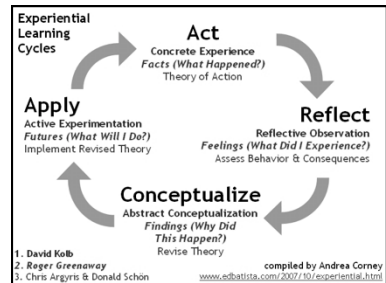 Experiential
Learning
Cycles
Act
Concrete Experience
Facts (What Happened?)
Theory of Action
Reflect
Reflective Observation
Feelings (What Did I Experience?)
Assess Behavior & Consequences
Conceptualize
Abstract Conceptualization
Findings (Why Did
This Happen?)
Revise Theory
Apply
Active Experimentation
Futures (What Will I Do?)
Implement Revised Theory
1. David Kolb
2. Roger Greenaway
3. Chris Argyris & Donald Schön
compiled by Andrea Corney
www.edbatista.com/2007/10/experiential.html